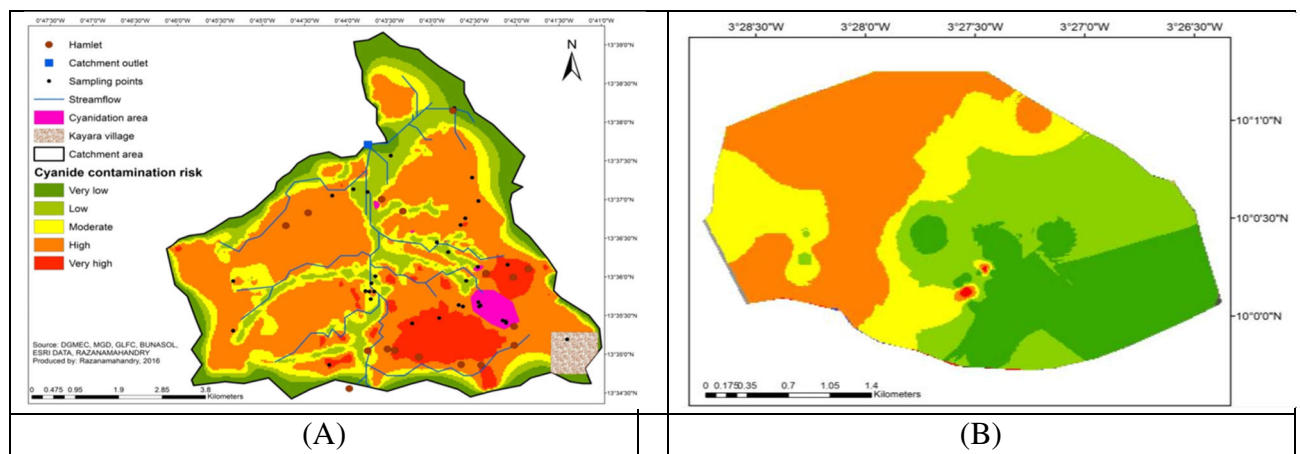 0°47'30"W 0°47'0"W 0°46'30"W 0°46'0"W 0°45'30"W 0°45'0"W 0°44'30"W 0°44'0"W 0°43'30"W 0°43'0"W 0°42'30"W 0°42'0"W 0°41'30"W 0°41'0"W
Hamlet
Catchment outlet
Sampling points
Streamflow
Cyanidation area
Kayara village
Catchment area
Cyanide contamination risk
Very low
Low
Moderate
High
Very high
N
13°39'0"N
13°38'30"N
13°38'0"N
13°37'30"N
13°37'0"N
13°36'30"N
13°36'0"N
13°35'30"N
13°35'0"N
13°34'30"N
Source: DGMEC, MGD, GLFC, BUNASOL,
ESRI DATA, RAZANAMAHANDRY
Produced by: Razanamahandry, 2016
0 0.475 0.95 1.9 2.85 3.8
Kilometers
(A)
3°28'30"W 3°28'0"W 3°27'30"W 3°27'0"W 3°26'30"W
10°1'0"N
10°0'30"N
10°0'0"N
0 0.175 0.35 0.7 1.05 1.4
Kilometers
(B)